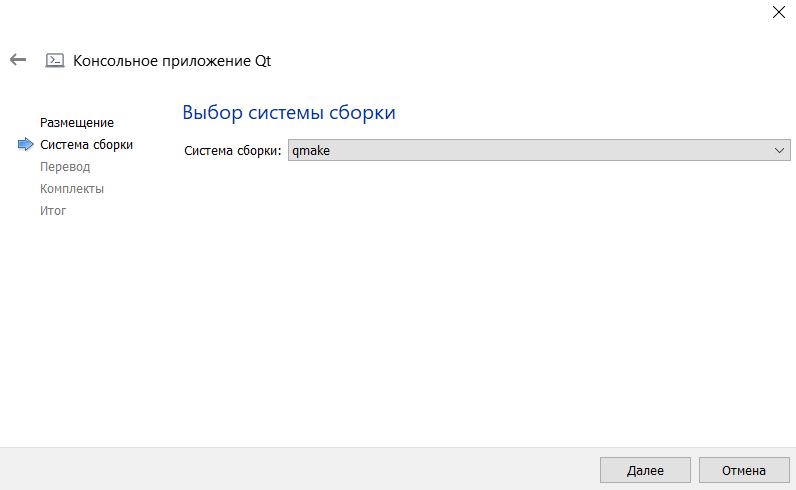 Консольное приложение Qt
Размещение
Система сборки
Перевод
Комплекты
Итог
Выбор системы сборки
Система сборки: qmake
Далее
Отмена